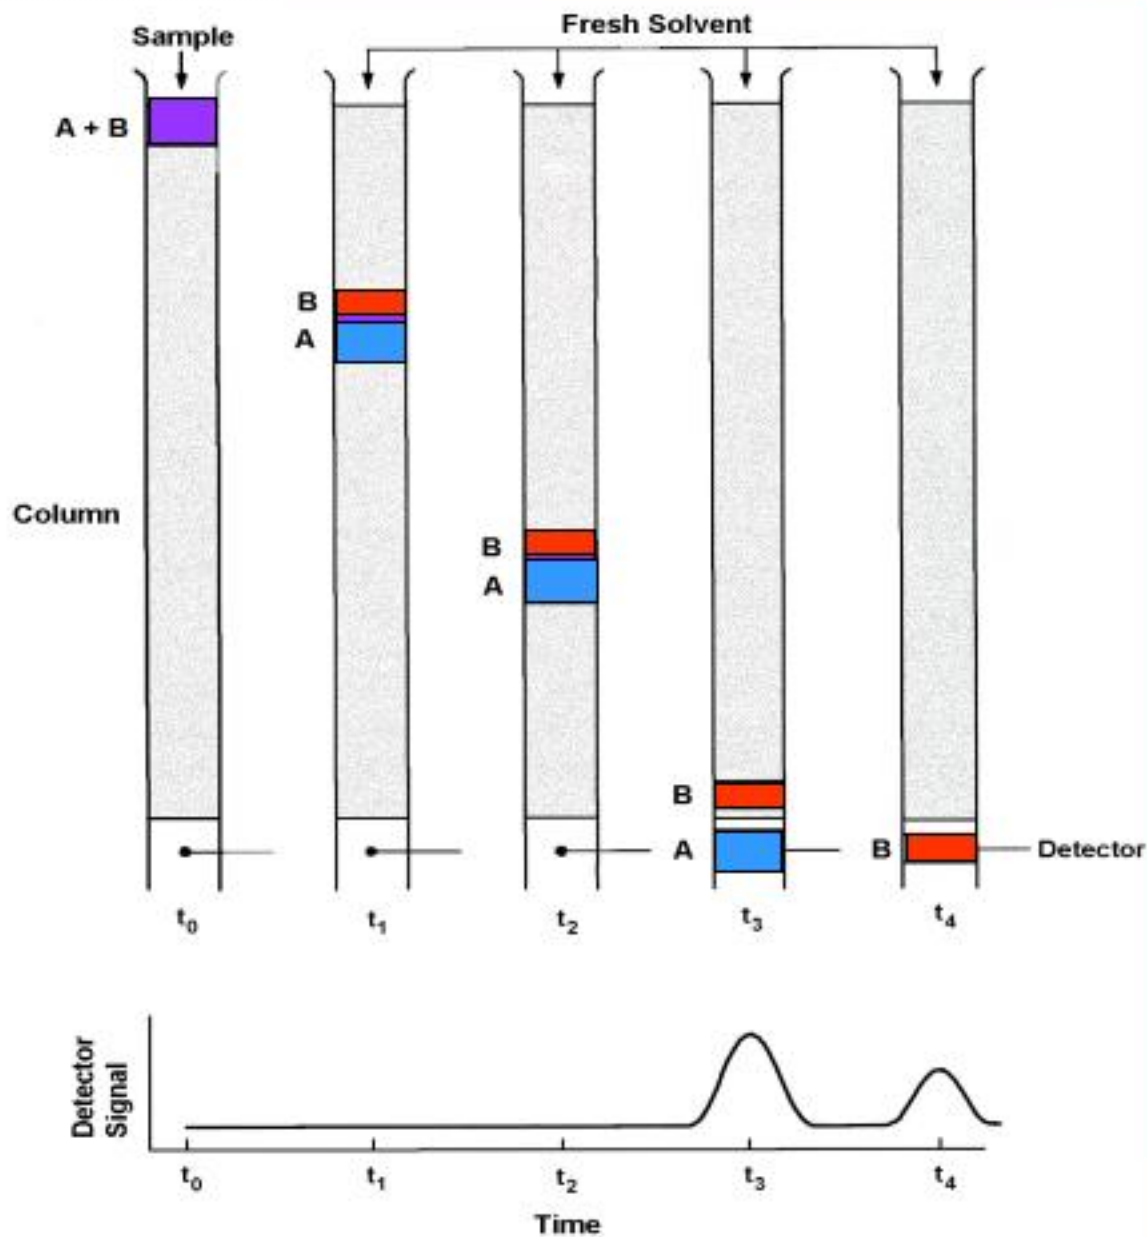 Fresh Solvent
Sample
A + B
B
A
Column
B
A
B
A
B
Detector
t₀
t₁
t₂
t₃
t₄
Detector
Signal
t₀
t₁
t₂
t₃
t₄
Time